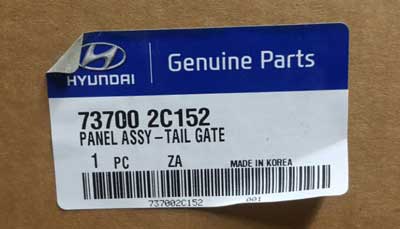 HYUNDAI
Genuine Parts
73700 2C152
PANEL ASSY-TAIL GATE
1 PC ZA MADE IN KOREA
737002C152 001